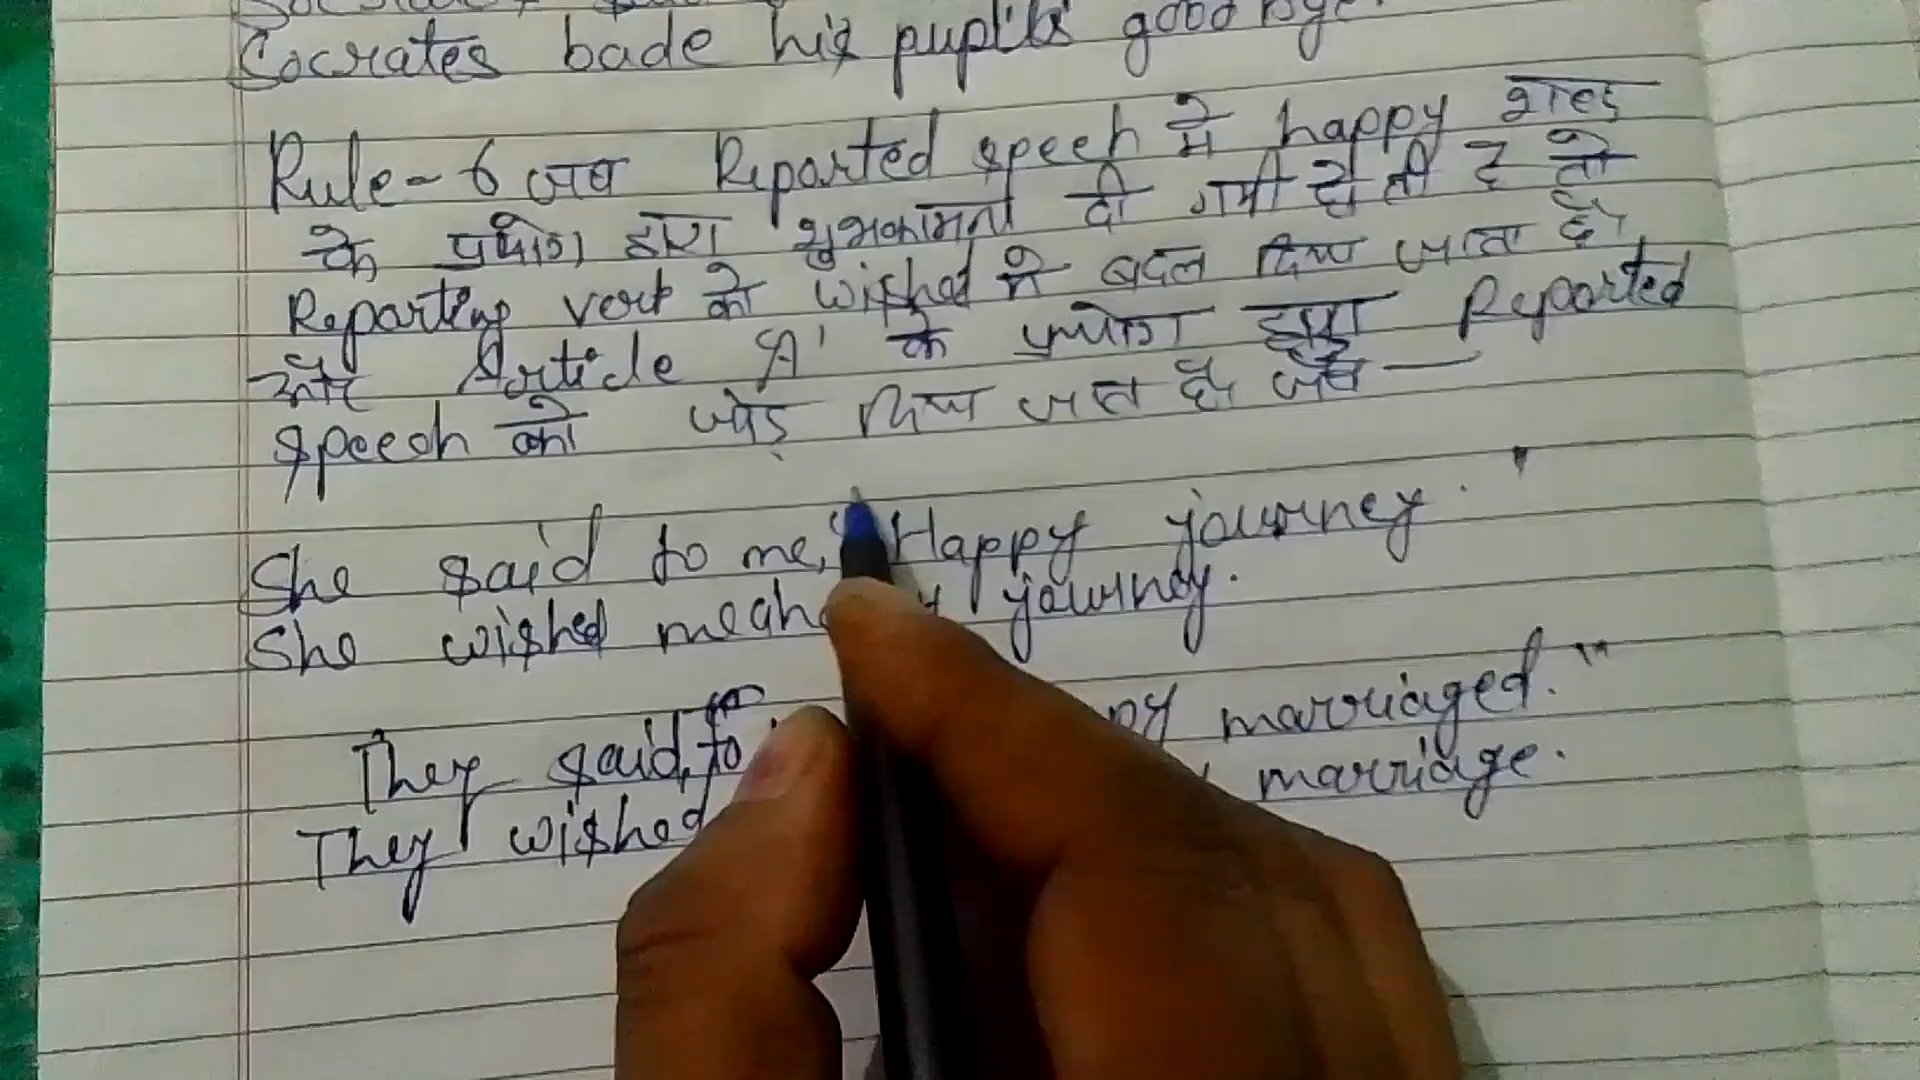 Socrates bade his pupils good bye.
Rule-6 जब Reported speech में happy शब्द
के प्रयोग द्वारा शुभकामना दी गयी होती है तो
Reporting verb को wished में बदल दिया जाता है,
और Article 'A' के प्रयोग द्वारा Reported
speech को जोड़ दिया जाता है। जैसे —
She said to me, "Happy journey."
She wished me a journey.
They said, to marriaged."
They wished marriage.